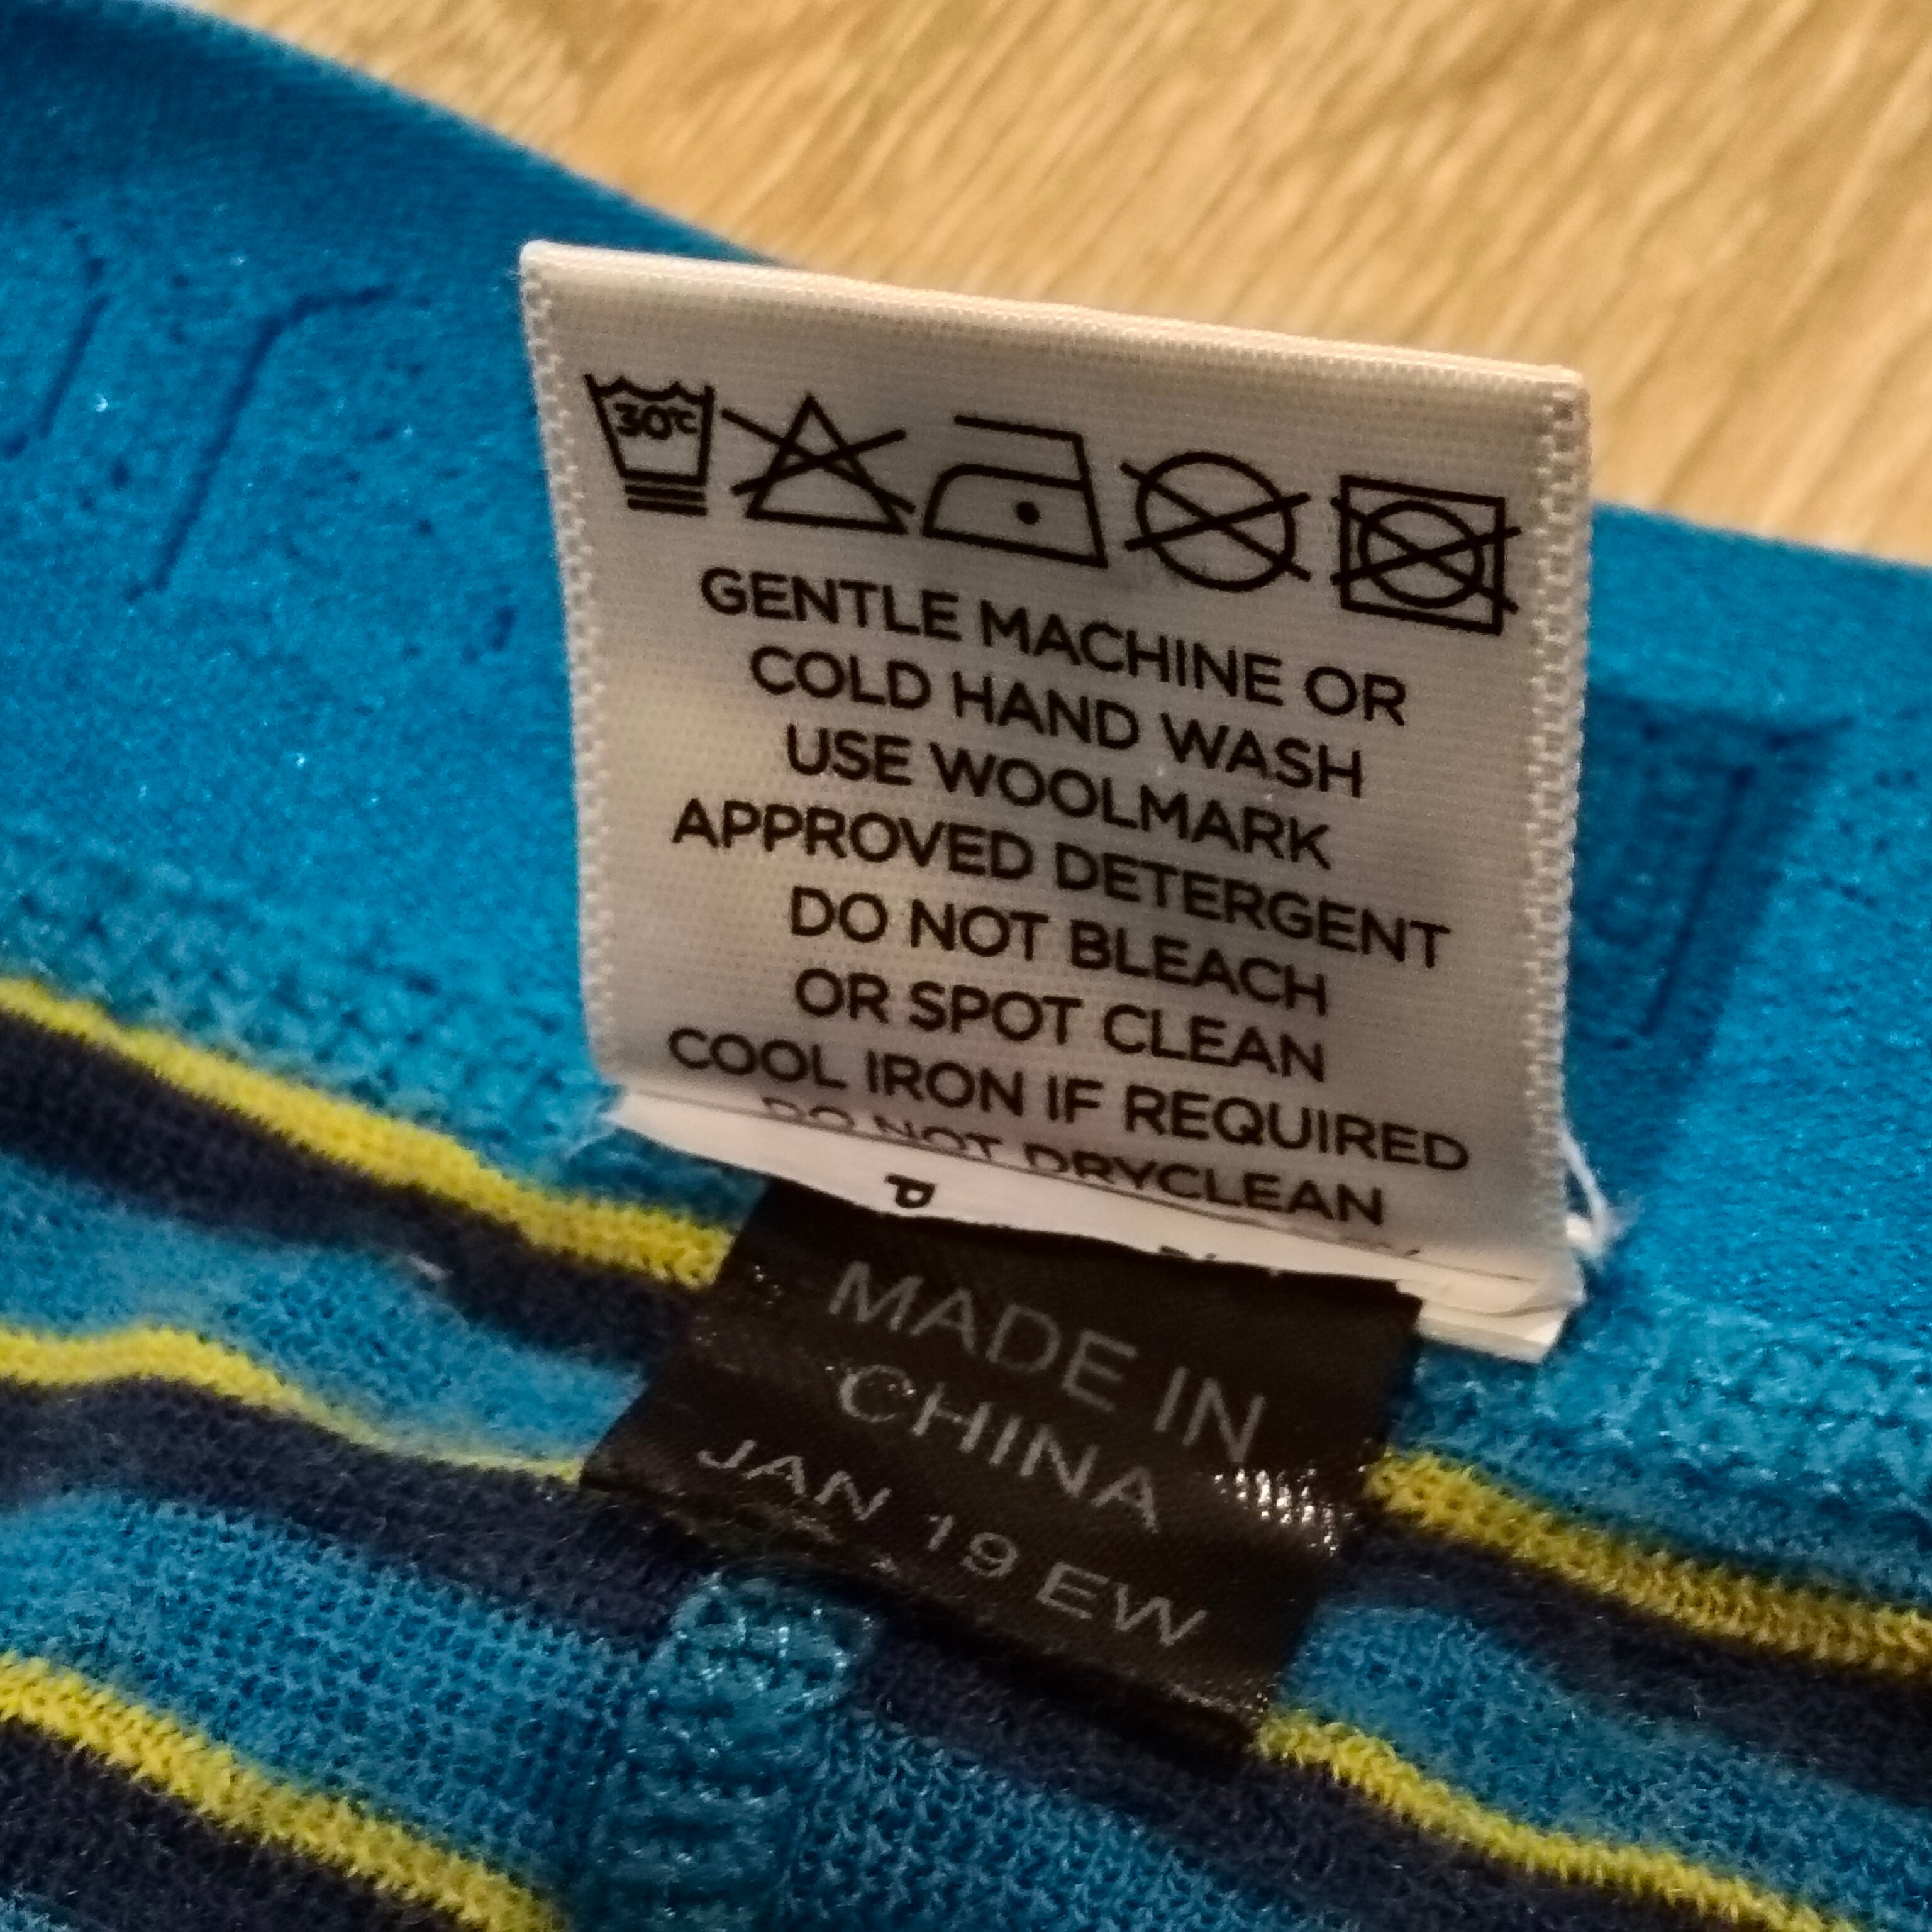 30°C
GENTLE MACHINE OR
COLD HAND WASH
USE WOOLMARK
APPROVED DETERGENT
DO NOT BLEACH
OR SPOT CLEAN
COOL IRON IF REQUIRED
DO NOT DRYCLEAN
P
MADE IN
CHINA
JAN 19 EW